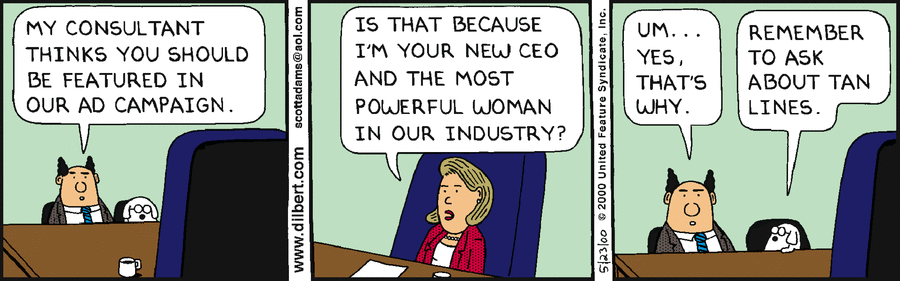 MY CONSULTANT
THINKS YOU SHOULD
BE FEATURED IN
OUR AD CAMPAIGN.
www.dilbert.com scottadams@aol.com
IS THAT BECAUSE
I'M YOUR NEW CEO
AND THE MOST
POWERFUL WOMAN
IN OUR INDUSTRY?
5/23/00 © 2000 United Feature Syndicate, Inc.
UM...
YES,
THAT'S
WHY.
REMEMBER
TO ASK
ABOUT TAN
LINES.